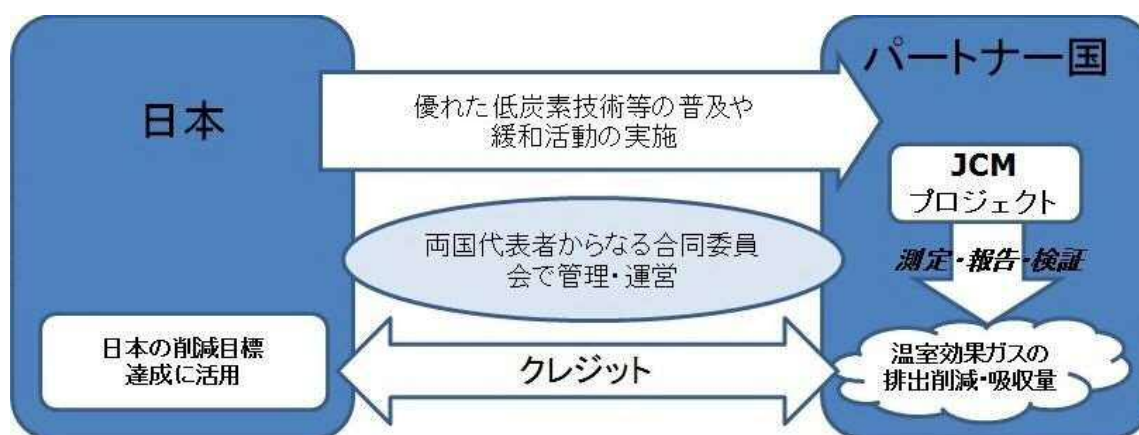 日本
パートナー国
優れた低炭素技術等の普及や
緩和活動の実施
JCM
プロジェクト
両国代表者からなる合同委員
会で管理・運営
測定・報告・検証
日本の削減目標
達成に活用
クレジット
温室効果ガスの
排出削減・吸収量